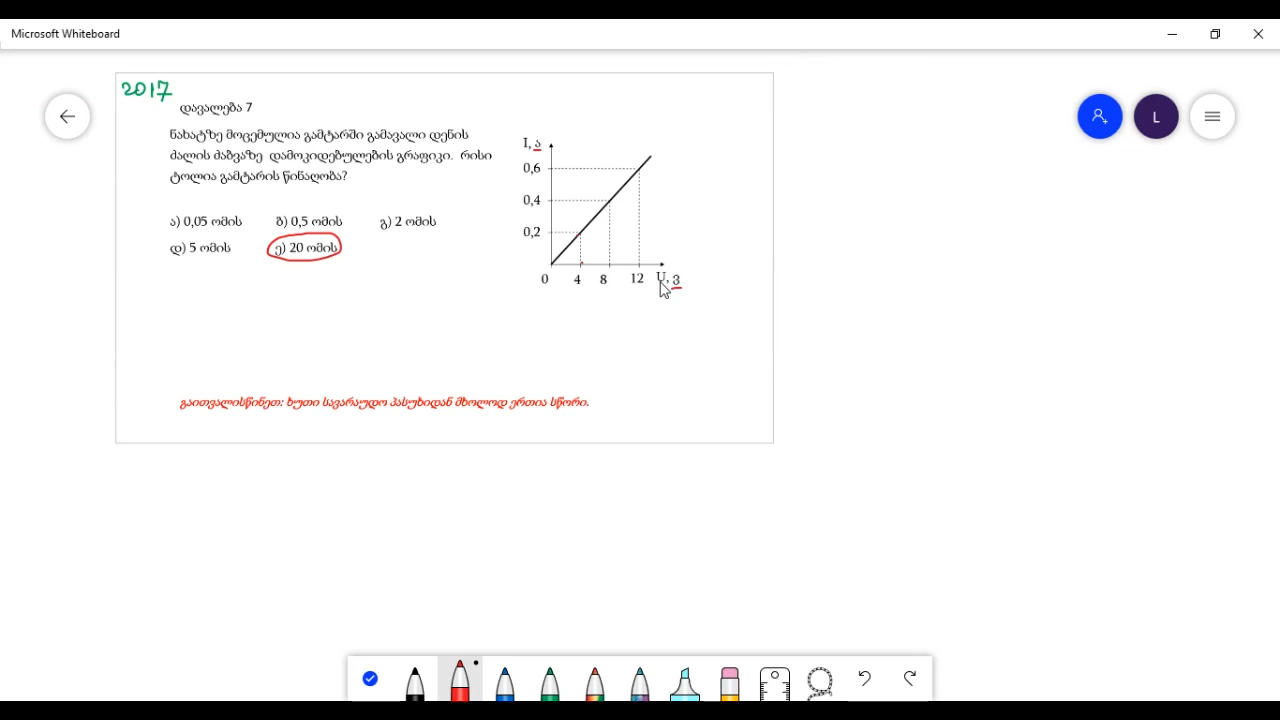 Microsoft Whiteboard
2017
დავალება 7
ნახატზე მოცემულია გამტარში გამავალი დენის
ძალის ძაბვაზე დამოკიდებულების გრაფიკი. რისი
ტოლია გამტარის წინაღობა?
ა) 0,05 ომის ბ) 0,5 ომის გ) 2 ომის
დ) 5 ომის ე) 20 ომის
I, ა
0,6
0,4
0,2
0 4 8 12 U, ვ
გაითვალისწინეთ: ხუთი სავარაუდო პასუხიდან მხოლოდ ერთია სწორი.
L